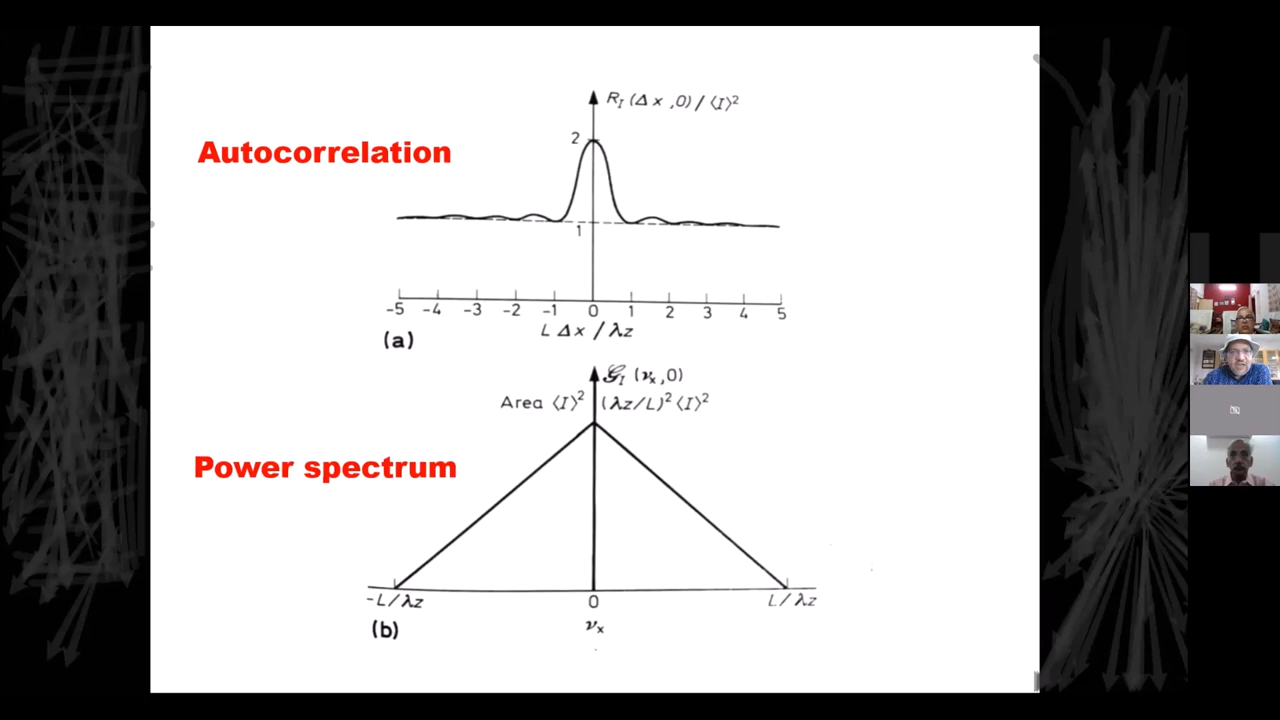 R_I (Δx, 0) / ⟨I⟩²
Autocorrelation
2
1
-5 -4 -3 -2 -1 0 1 2 3 4 5
L Δx / λz
(a)
𝒢_I (ν_x, 0)
Area ⟨I⟩² (λz/L)² ⟨I⟩²
Power spectrum
-L/λz 0 L/λz
(b) ν_x